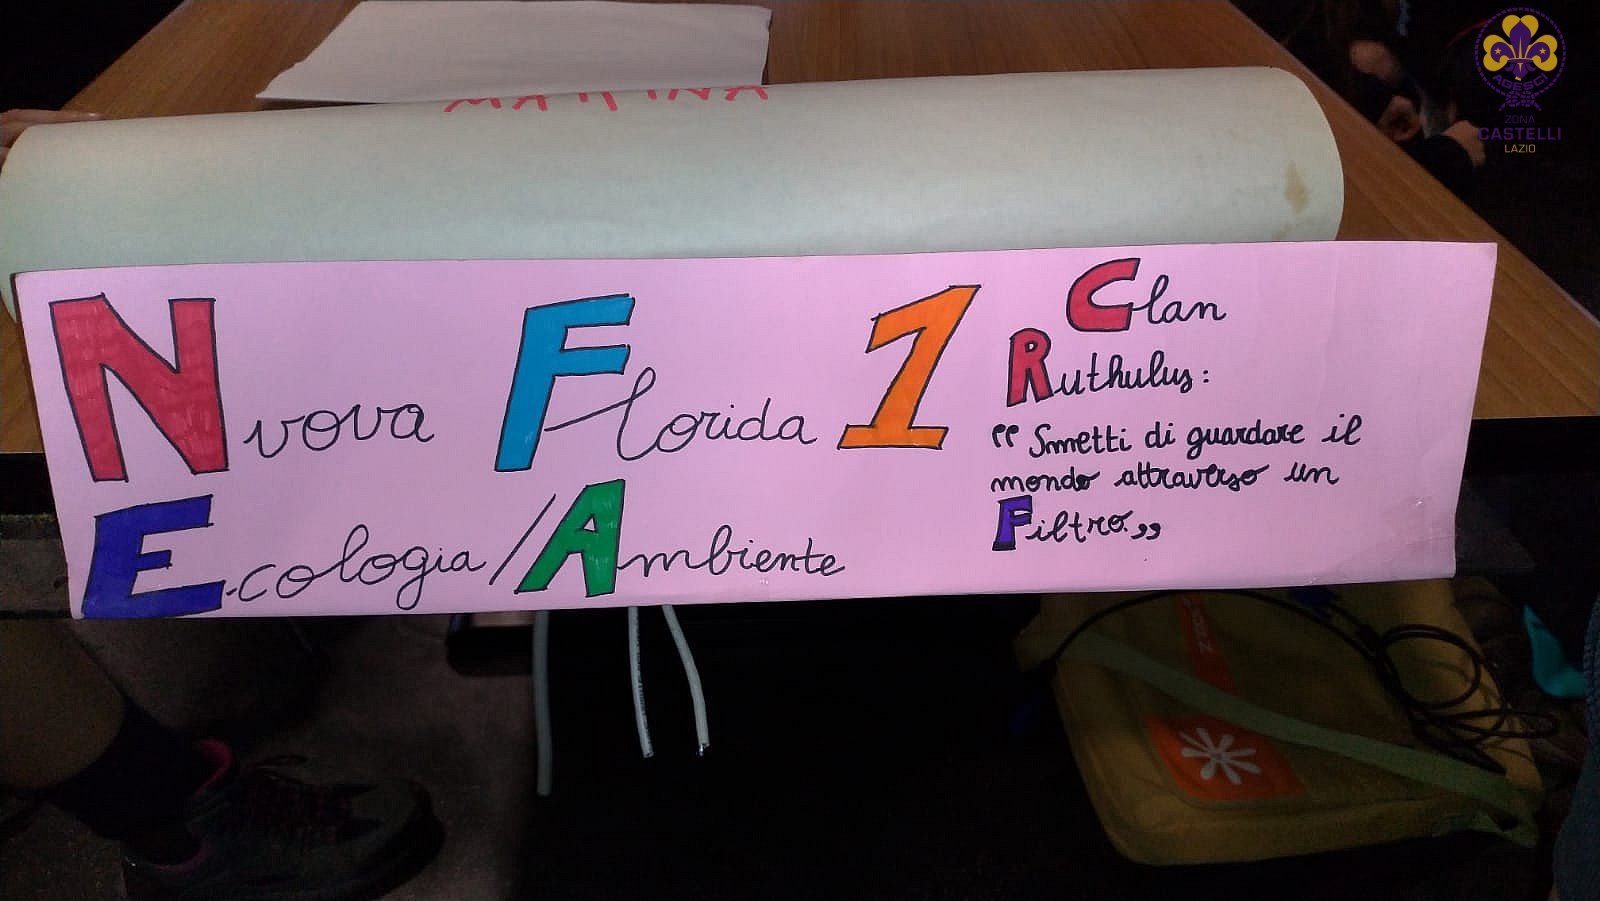 MARINA
AGESCI
ZONA
CASTELLI
LAZIO
Nuova Florida 1
Ecologia/Ambiente
Clan
Ruthulus:
"Smetti di guardare il
mondo attraverso un
Filtro."